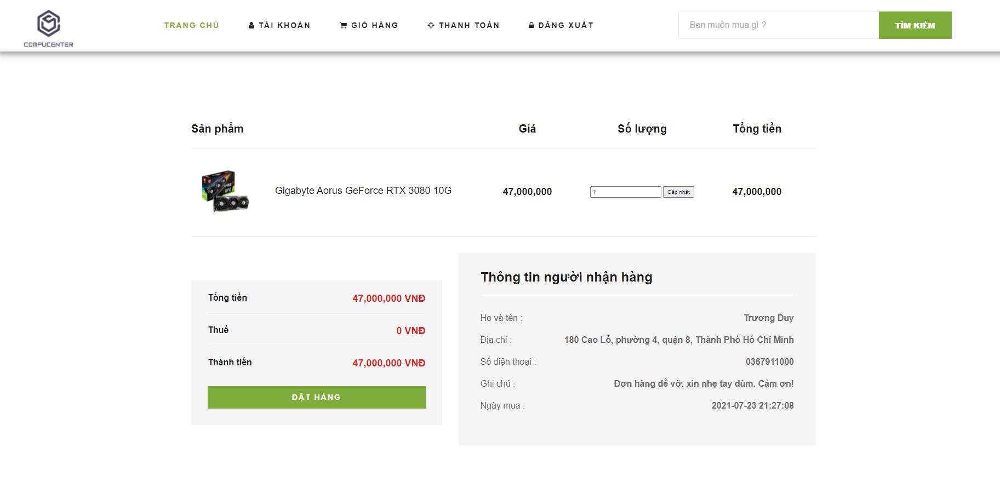 COMPUCENTER
TRANG CHỦ
TÀI KHOẢN
GIỎ HÀNG
THANH TOÁN
ĐĂNG XUẤT
Bạn muốn mua gì ?
TÌM KIẾM
Sản phẩm
Giá
Số lượng
Tổng tiền
Gigabyte Aorus GeForce RTX 3080 10G
47,000,000
1
Cập nhật
47,000,000
Tổng tiền
47,000,000 VNĐ
Thuế
0 VNĐ
Thành tiền
47,000,000 VNĐ
ĐẶT HÀNG
Thông tin người nhận hàng
Họ và tên :
Trương Duy
Địa chỉ :
180 Cao Lỗ, phường 4, quận 8, Thành Phố Hồ Chí Minh
Số điện thoại :
0367911000
Ghi chú :
Đơn hàng dễ vỡ, xin nhẹ tay dùm. Cảm ơn!
Ngày mua :
2021-07-23 21:27:08